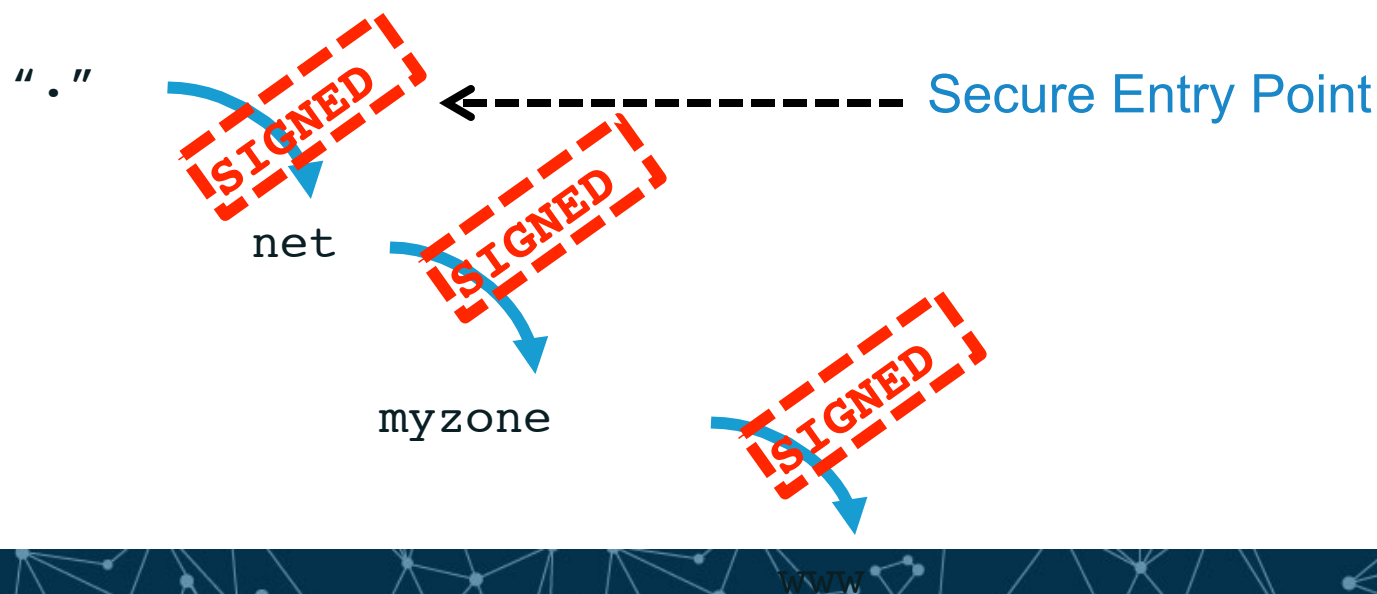 “.”
SIGNED
Secure Entry Point
SIGNED
net
SIGNED
myzone
www